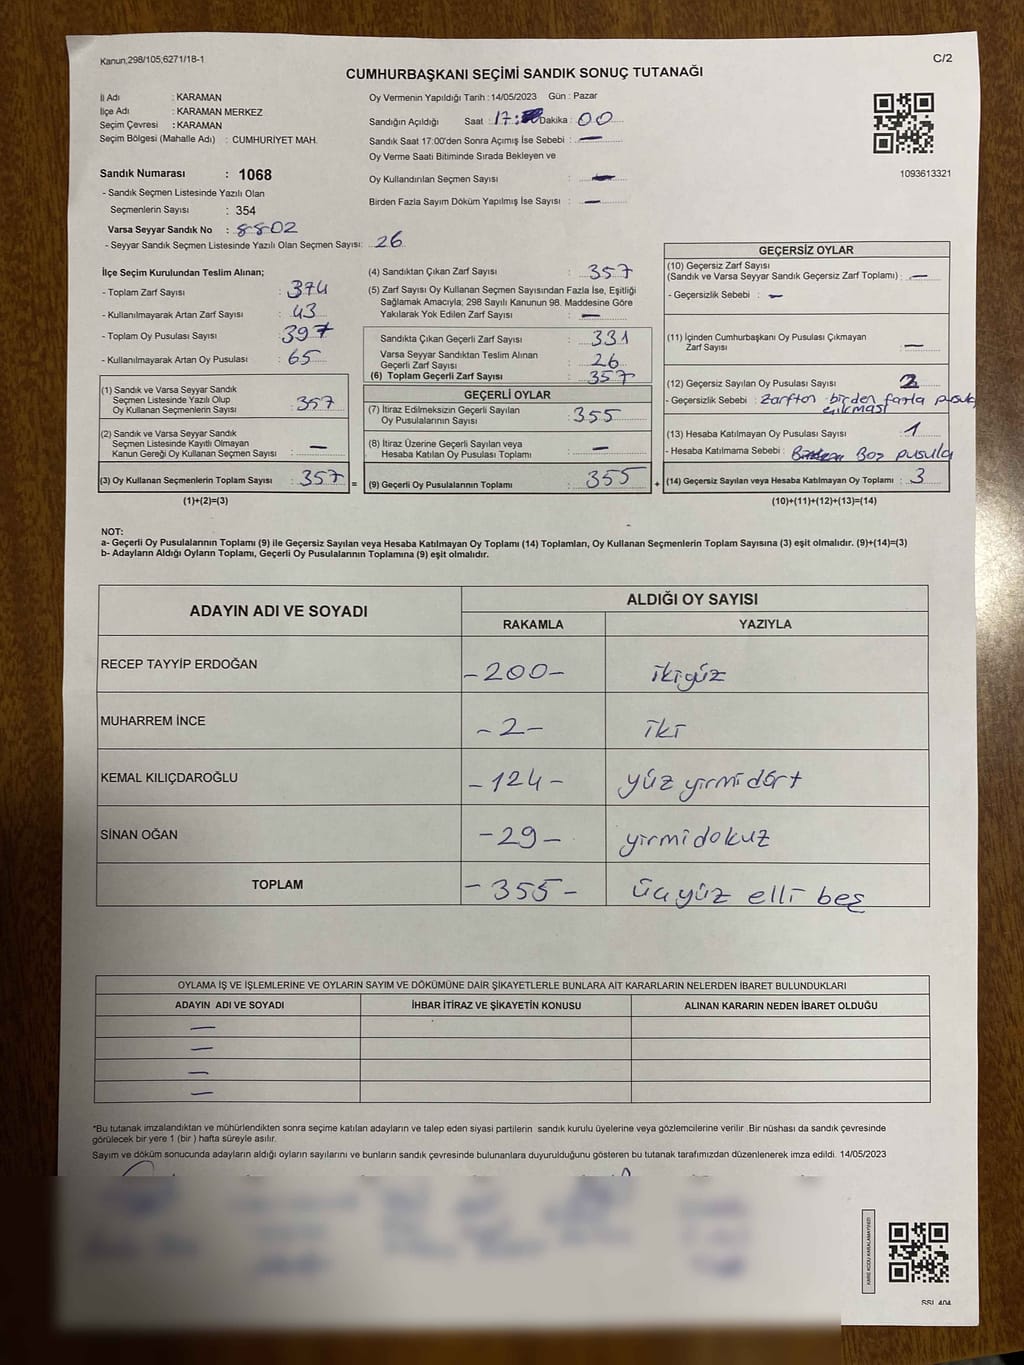 Kanun;298/105;6271/18-1
C/2
CUMHURBAŞKANI SEÇİMİ SANDIK SONUÇ TUTANAĞI
İl Adı : KARAMAN
İlçe Adı : KARAMAN MERKEZ
Seçim Çevresi : KARAMAN
Seçim Bölgesi (Mahalle Adı) : CUMHURIYET MAH.
Sandık Numarası : 1068
- Sandık Seçmen Listesinde Yazılı Olan
Seçmenlerin Sayısı : 354
Varsa Seyyar Sandık No : 8802
- Seyyar Sandık Seçmen Listesinde Yazılı Olan Seçmen Sayısı: 26
Oy Vermenin Yapıldığı Tarih : 14/05/2023 Gün : Pazar
Sandığın Açıldığı Saat : 17: Dakika : 00
Sandık Saat 17:00'den Sonra Açımış İse Sebebi : —
Oy Verme Saati Bitiminde Sırada Bekleyen ve
Oy Kullandırılan Seçmen Sayısı : —
Birden Fazla Sayım Döküm Yapılmış İse Sayısı : —
1093613321
İlçe Seçim Kurulundan Teslim Alınan;
- Toplam Zarf Sayısı : 374
- Kullanılmayarak Artan Zarf Sayısı : 43
- Toplam Oy Pusulası Sayısı : 397
- Kullanılmayarak Artan Oy Pusulası : 65
(1) Sandık ve Varsa Seyyar Sandık
Seçmen Listesinde Yazılı Olup
Oy Kullanan Seçmenlerin Sayısı : 357
(2) Sandık ve Varsa Seyyar Sandık
Seçmen Listesinde Kayıtlı Olmayan
Kanun Gereği Oy Kullanan Seçmen Sayısı : —
(3) Oy Kullanan Seçmenlerin Toplam Sayısı : 357 =
(1)+(2)=(3)
(4) Sandıktan Çıkan Zarf Sayısı : 357
(5) Zarf Sayısı Oy Kullanan Seçmen Sayısından Fazla İse, Eşitliği
Sağlamak Amacıyla; 298 Sayılı Kanunun 98. Maddesine Göre
Yakılarak Yok Edilen Zarf Sayısı : —
Sandıkta Çıkan Geçerli Zarf Sayısı : 331
Varsa Seyyar Sandıktan Teslim Alınan
Geçerli Zarf Sayısı : 26
(6) Toplam Geçerli Zarf Sayısı : 357
GEÇERLİ OYLAR
(7) İtiraz Edilmeksizin Geçerli Sayılan
Oy Pusulalarının Sayısı : 355
(8) İtiraz Üzerine Geçerli Sayılan veya
Hesaba Katılan Oy Pusulası Toplamı : —
(9) Geçerli Oy Pusulalarının Toplamı : 355 +
GEÇERSİZ OYLAR
(10) Geçersiz Zarf Sayısı
(Sandık ve Varsa Seyyar Sandık Geçersiz Zarf Toplamı) : —
- Geçersizlik Sebebi : —
(11) İçinden Cumhurbaşkanı Oy Pusulası Çıkmayan
Zarf Sayısı : —
(12) Geçersiz Sayılan Oy Pusulası Sayısı : 2
- Geçersizlik Sebebi : Zarftan birden fazla pusula
çıkması
(13) Hesaba Katılmayan Oy Pusulası Sayısı : 1
- Hesaba Katılmama Sebebi : Boş pusula
(14) Geçersiz Sayılan veya Hesaba Katılmayan Oy Toplamı : 3
(10)+(11)+(12)+(13)=(14)
NOT:
a- Geçerli Oy Pusulalarının Toplamı (9) ile Geçersiz Sayılan veya Hesaba Katılmayan Oy Toplamı (14) Toplamları, Oy Kullanan Seçmenlerin Toplam Sayısına (3) eşit olmalıdır. (9)+(14)=(3)
b- Adayların Aldığı Oyların Toplamı, Geçerli Oy Pusulalarının Toplamına (9) eşit olmalıdır.
ADAYIN ADI VE SOYADI
ALDIĞI OY SAYISI
RAKAMLA YAZIYLA
RECEP TAYYİP ERDOĞAN -200- ikiyüz
MUHARREM İNCE -2- iki
KEMAL KILIÇDAROĞLU -124- yüz yirmi dört
SİNAN OĞAN -29- yirmidokuz
TOPLAM -355- üçyüz elli beş
OYLAMA İŞ VE İŞLEMLERİNE VE OYLARIN SAYIM VE DÖKÜMÜNE DAİR ŞİKAYETLERLE BUNLARA AİT KARARLARIN NELERDEN İBARET BULUNDUKLARI
ADAYIN ADI VE SOYADI İHBAR İTİRAZ VE ŞİKAYETİN KONUSU ALINAN KARARIN NEDEN İBARET OLDUĞU
—
—
—
—
*Bu tutanak imzalandıktan ve mühürlendikten sonra seçime katılan adayların ve talep eden siyasi partilerin sandık kurulu üyelerine veya gözlemcilerine verilir .Bir nüshası da sandık çevresinde
görülecek bir yere 1 (bir ) hafta süreyle asılır.
Sayım ve döküm sonucunda adayların aldığı oyların sayılarını ve bunların sandık çevresinde bulunanlara duyurulduğunu gösteren bu tutanak tarafımızdan düzenlenerek imza edildi. 14/05/2023
KARE KODU KARALAMAYINIZ!